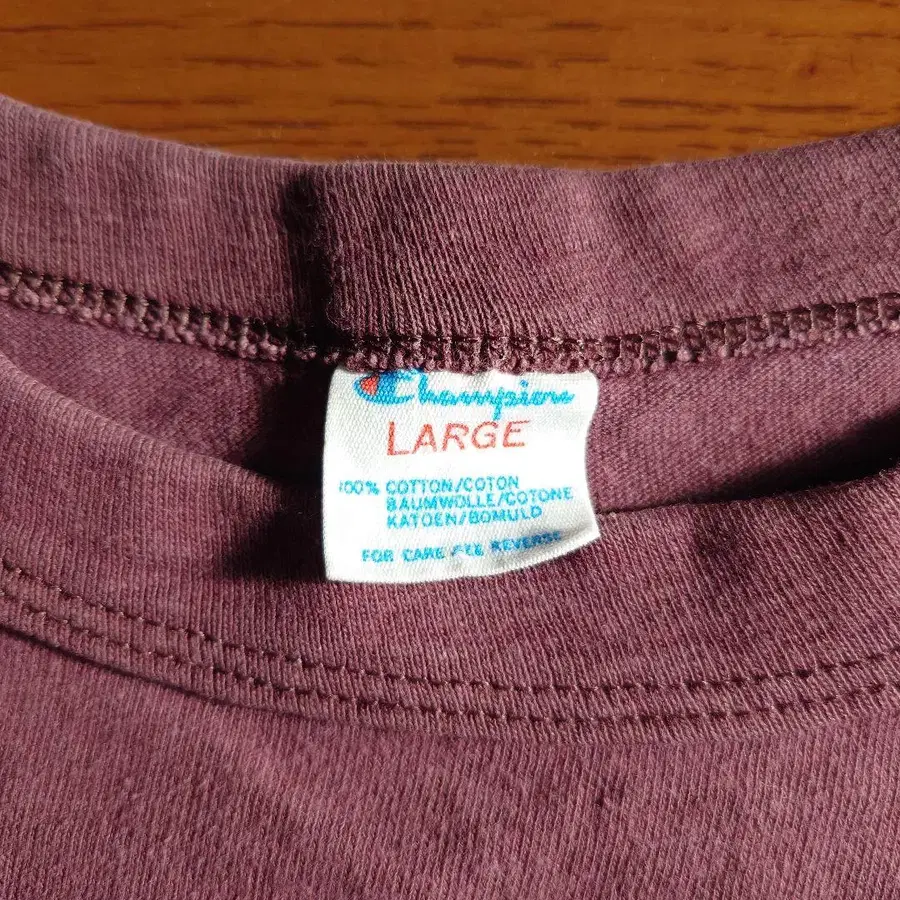 Champion
LARGE
100% COTTON/COTON
BAUMWOLLE/COTONE
KATOEN/BOMULD
FOR CARE SEE REVERSE